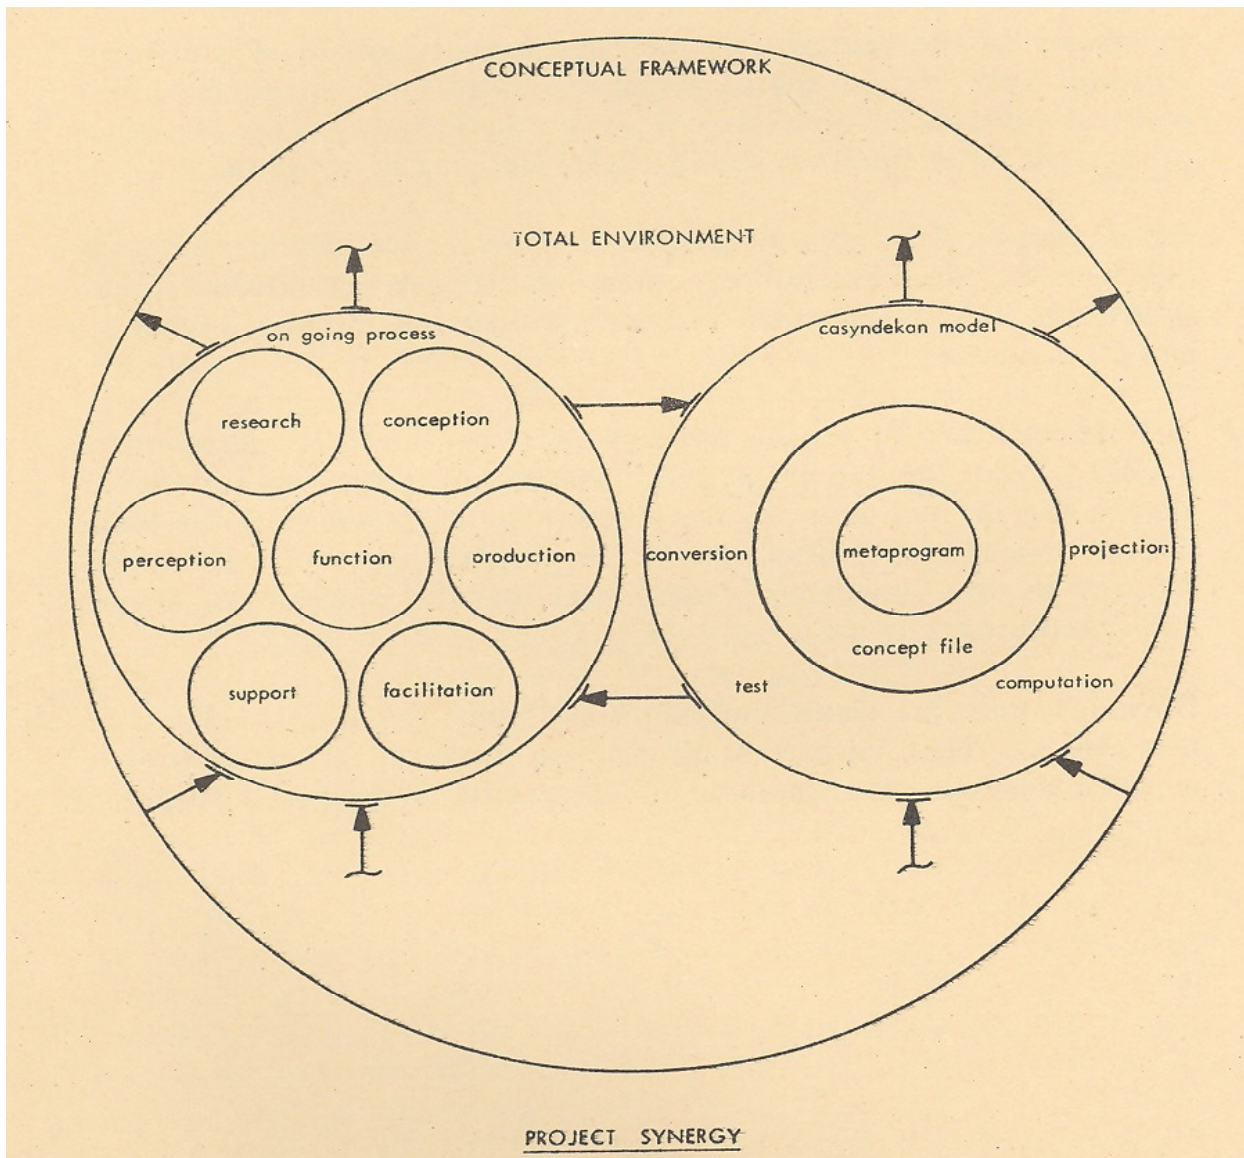 CONCEPTUAL FRAMEWORK
TOTAL ENVIRONMENT
on going process
research
conception
perception
function
production
support
facilitation
casyndekan model
conversion
metaprogram
projection
concept file
test
computation
PROJECT SYNERGY